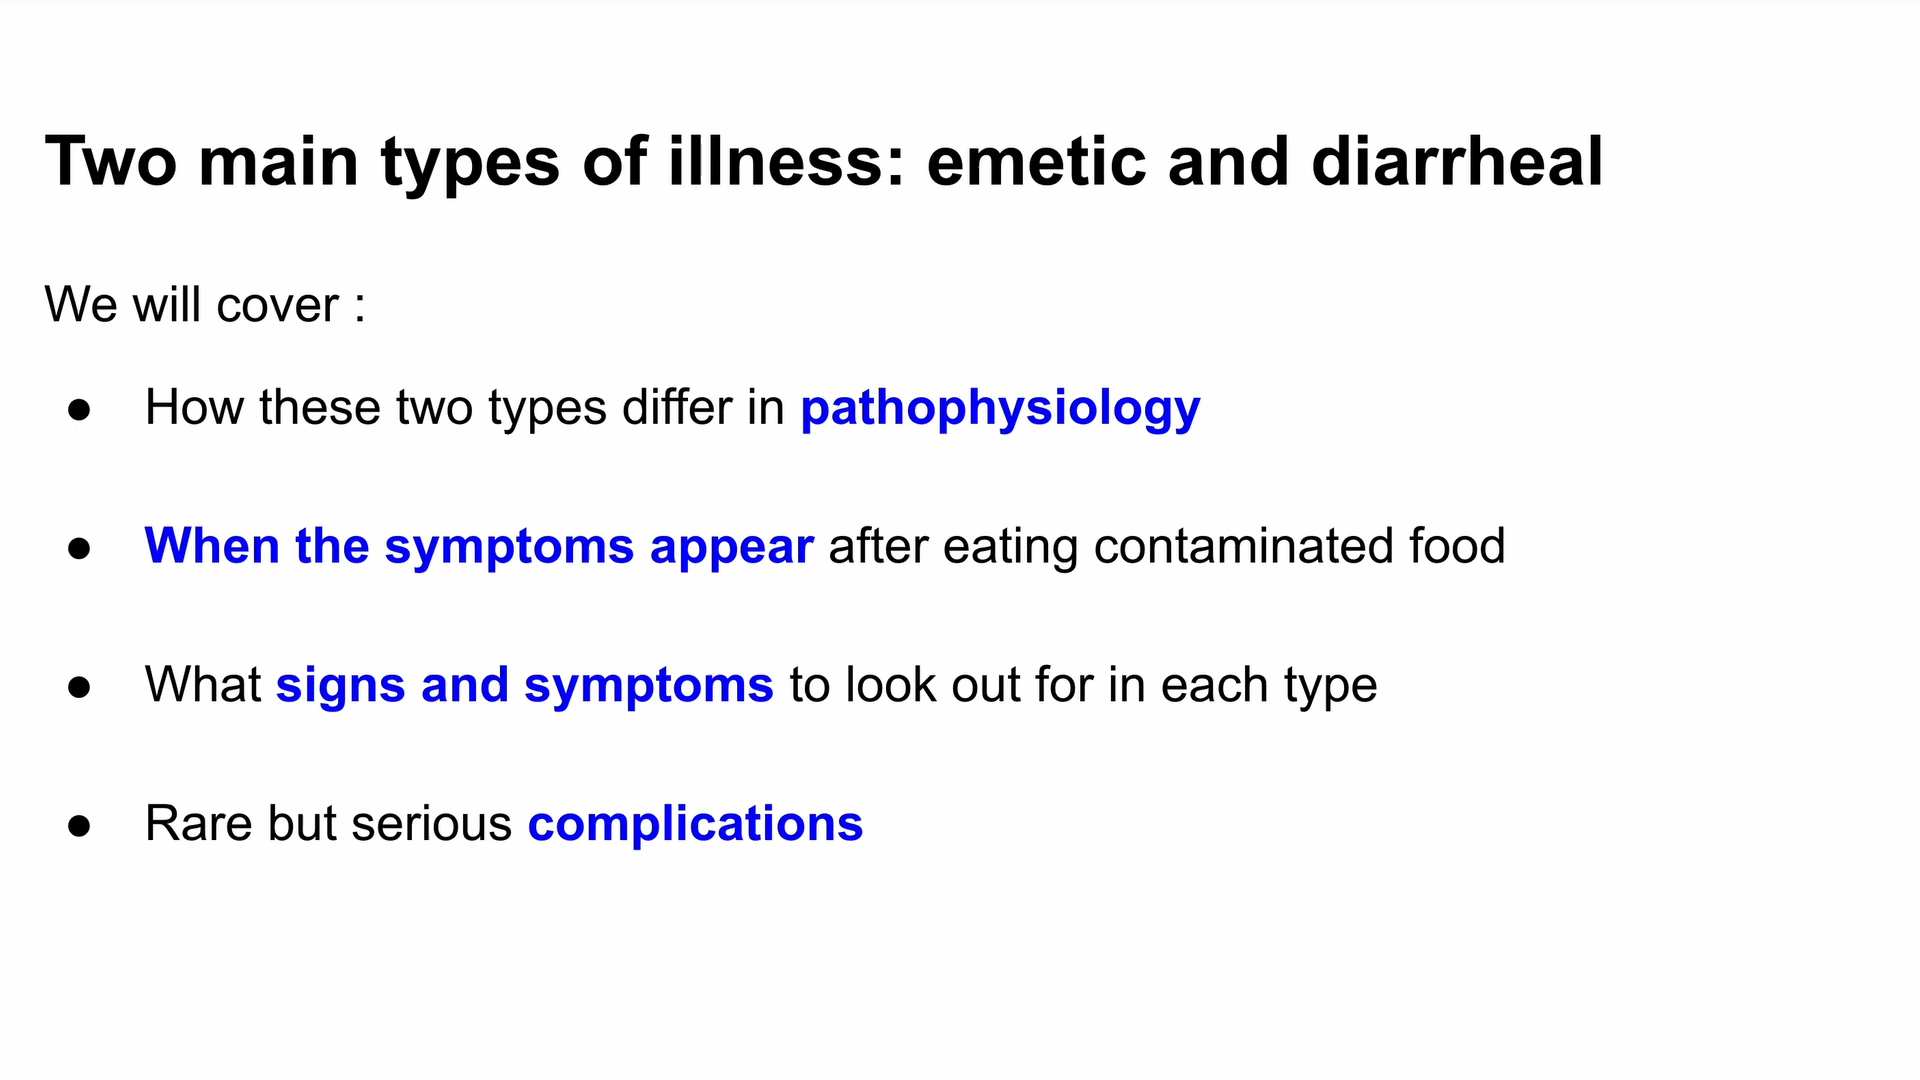 Two main types of illness: emetic and diarrheal
We will cover :
● How these two types differ in pathophysiology
● When the symptoms appear after eating contaminated food
● What signs and symptoms to look out for in each type
● Rare but serious complications